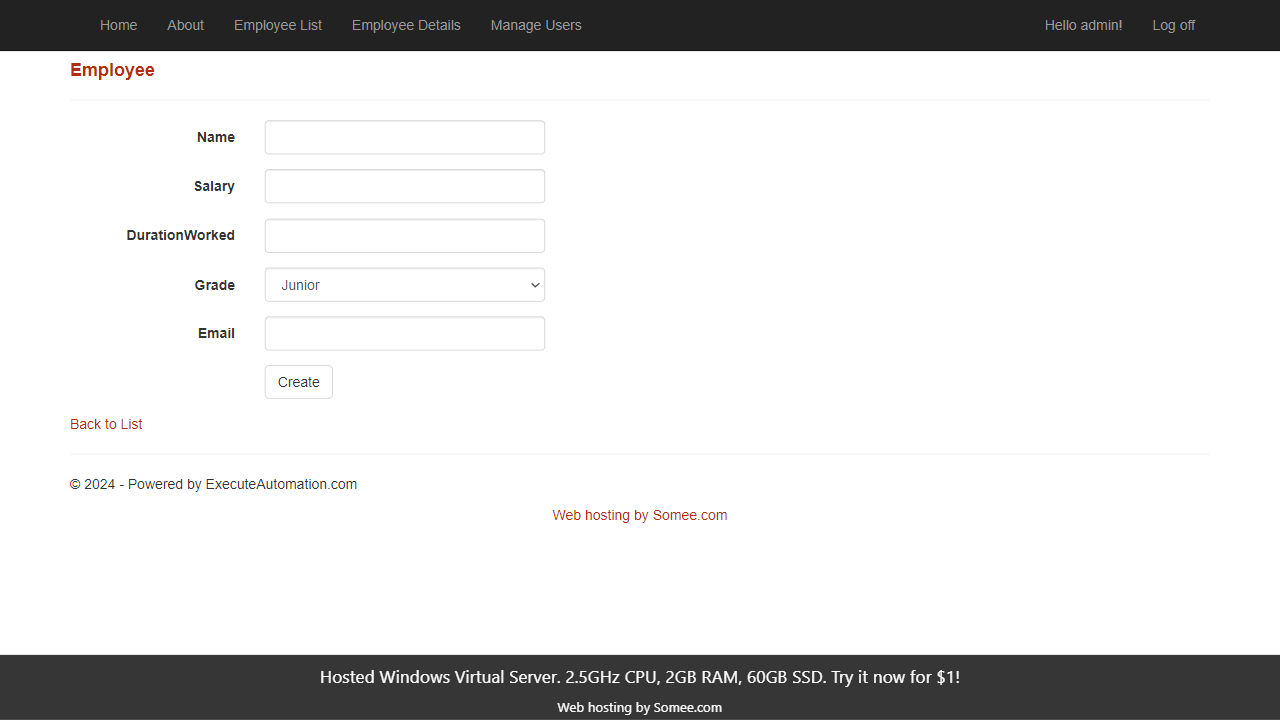 Home About Employee List Employee Details Manage Users Hello admin! Log off
Employee
Name
Salary
DurationWorked
Grade Junior
Email
Create
Back to List
© 2024 - Powered by ExecuteAutomation.com
Web hosting by Somee.com
Hosted Windows Virtual Server. 2.5GHz CPU, 2GB RAM, 60GB SSD. Try it now for $1!
Web hosting by Somee.com